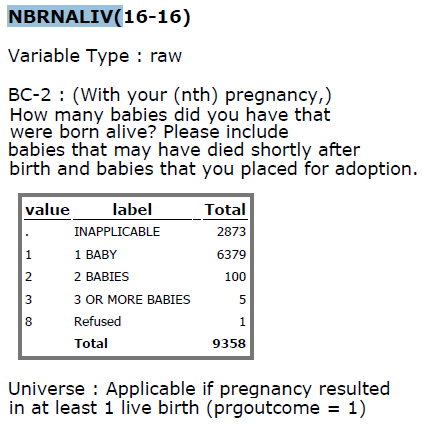 NBRNALIV(16-16)
Variable Type : raw
BC-2 : (With your (nth) pregnancy,)
How many babies did you have that
were born alive? Please include
babies that may have died shortly after
birth and babies that you placed for adoption.
value label Total
. INAPPLICABLE 2873
1 1 BABY 6379
2 2 BABIES 100
3 3 OR MORE BABIES 5
8 Refused 1
Total 9358
Universe : Applicable if pregnancy resulted
in at least 1 live birth (prgoutcome = 1)